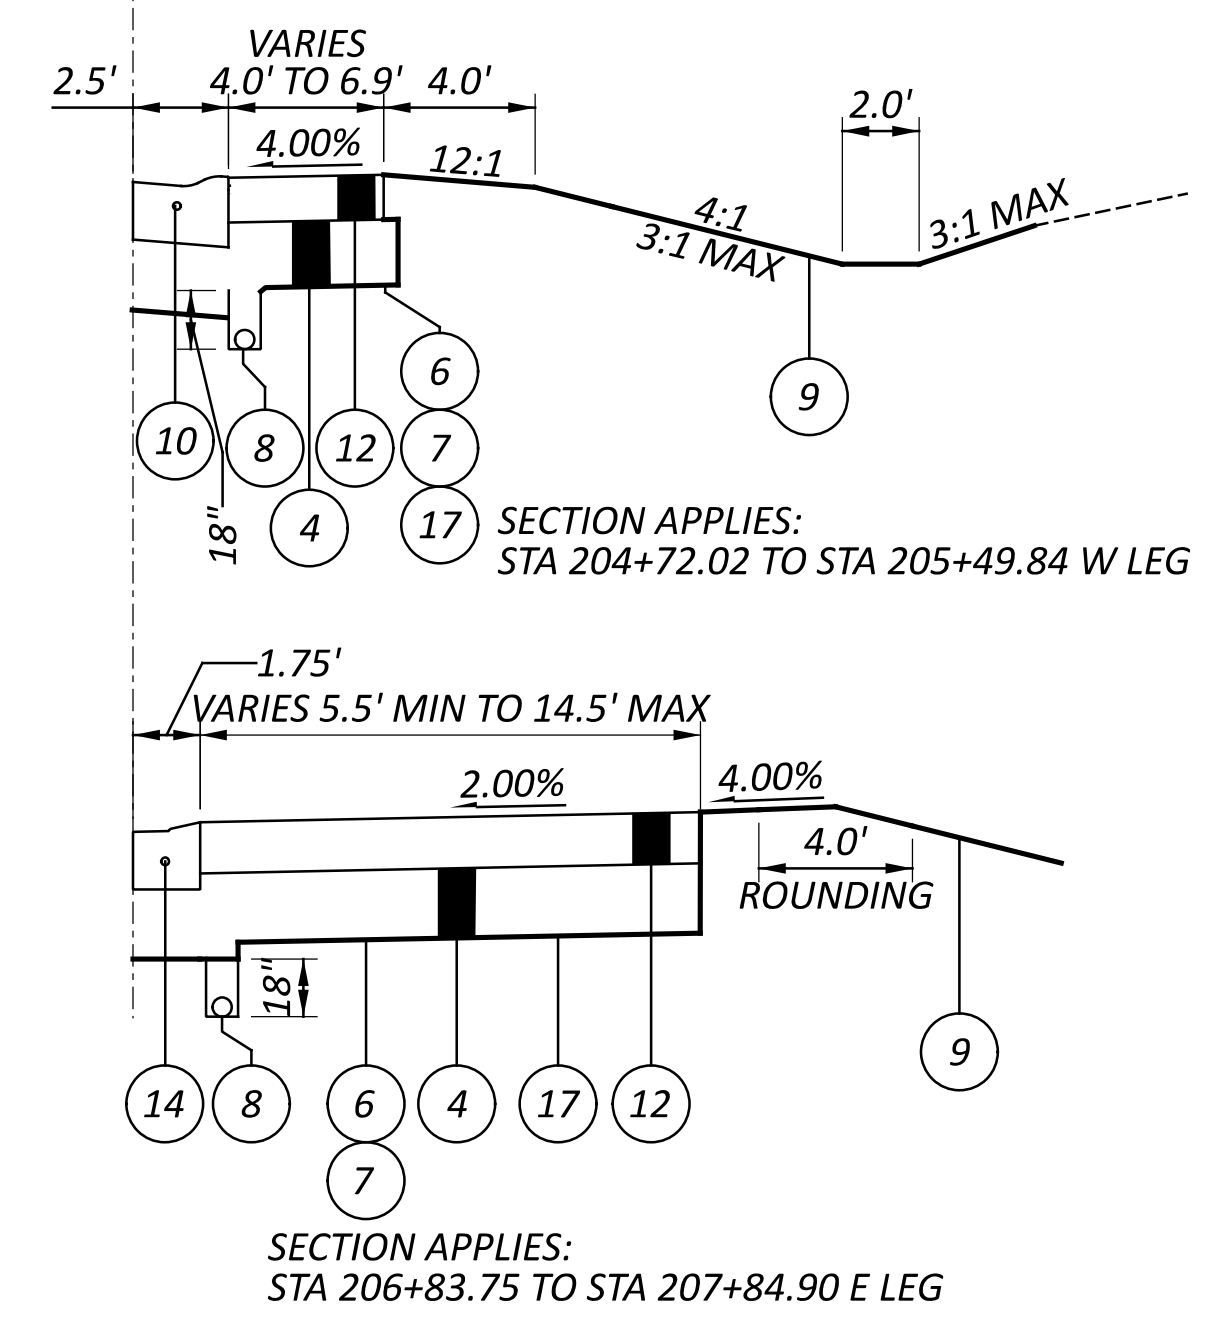 VARIES
2.5' 4.0' TO 6.9' 4.0'
2.0'
4.00%
12:1
4:1
3:1 MAX
3:1 MAX
6
9
10 8 12 7
4 17
18"
SECTION APPLIES:
STA 204+72.02 TO STA 205+49.84 W LEG
1.75'
VARIES 5.5' MIN TO 14.5' MAX
2.00% 4.00%
4.0'
ROUNDING
18"
9
14 8 6 4 17 12
7
SECTION APPLIES:
STA 206+83.75 TO STA 207+84.90 E LEG